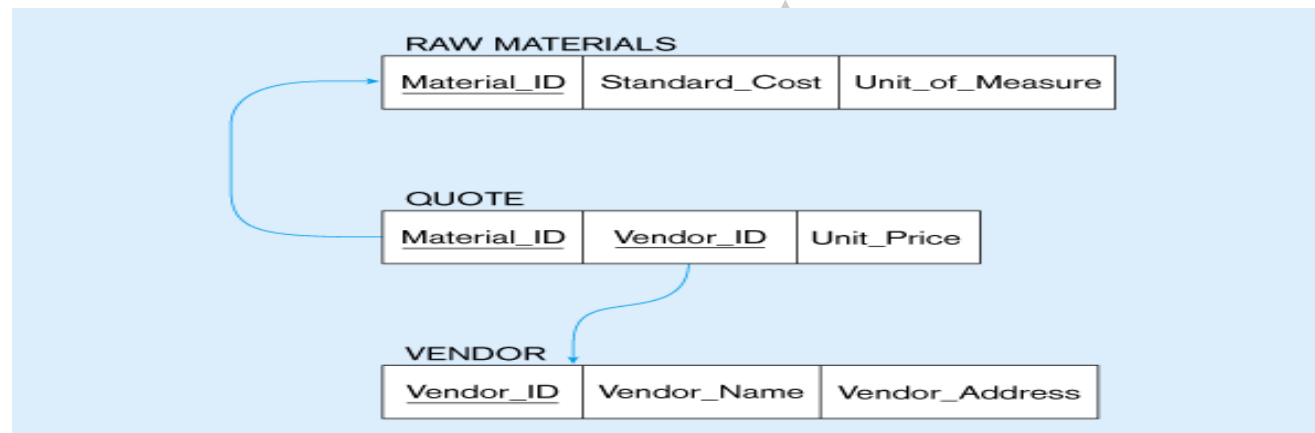 RAW MATERIALS
Material_ID Standard_Cost Unit_of_Measure
QUOTE
Material_ID Vendor_ID Unit_Price
VENDOR
Vendor_ID Vendor_Name Vendor_Address